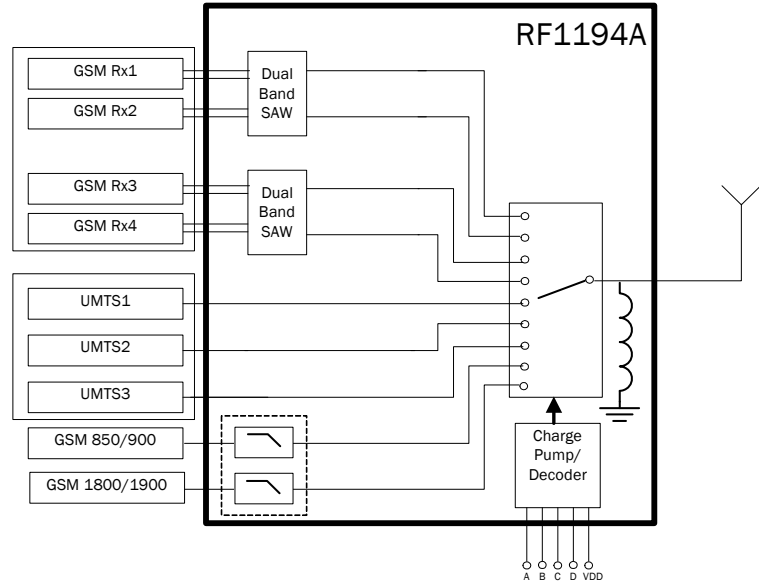 RF1194A
GSM Rx1
GSM Rx2
Dual
Band
SAW
GSM Rx3
GSM Rx4
Dual
Band
SAW
UMTS1
UMTS2
UMTS3
GSM 850/900
GSM 1800/1900
Charge
Pump/
Decoder
A B C D VDD